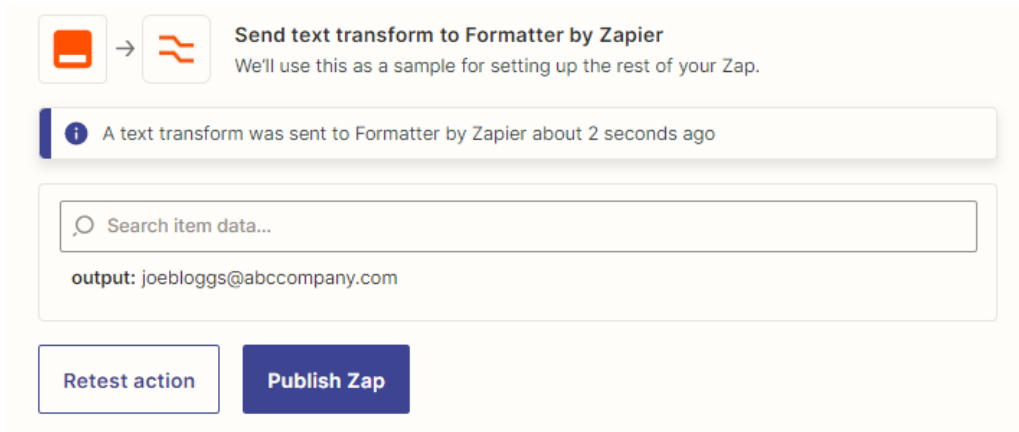 Send text transform to Formatter by Zapier
We'll use this as a sample for setting up the rest of your Zap.
A text transform was sent to Formatter by Zapier about 2 seconds ago
Search item data...
output: joebloggs@abccompany.com
Retest action
Publish Zap